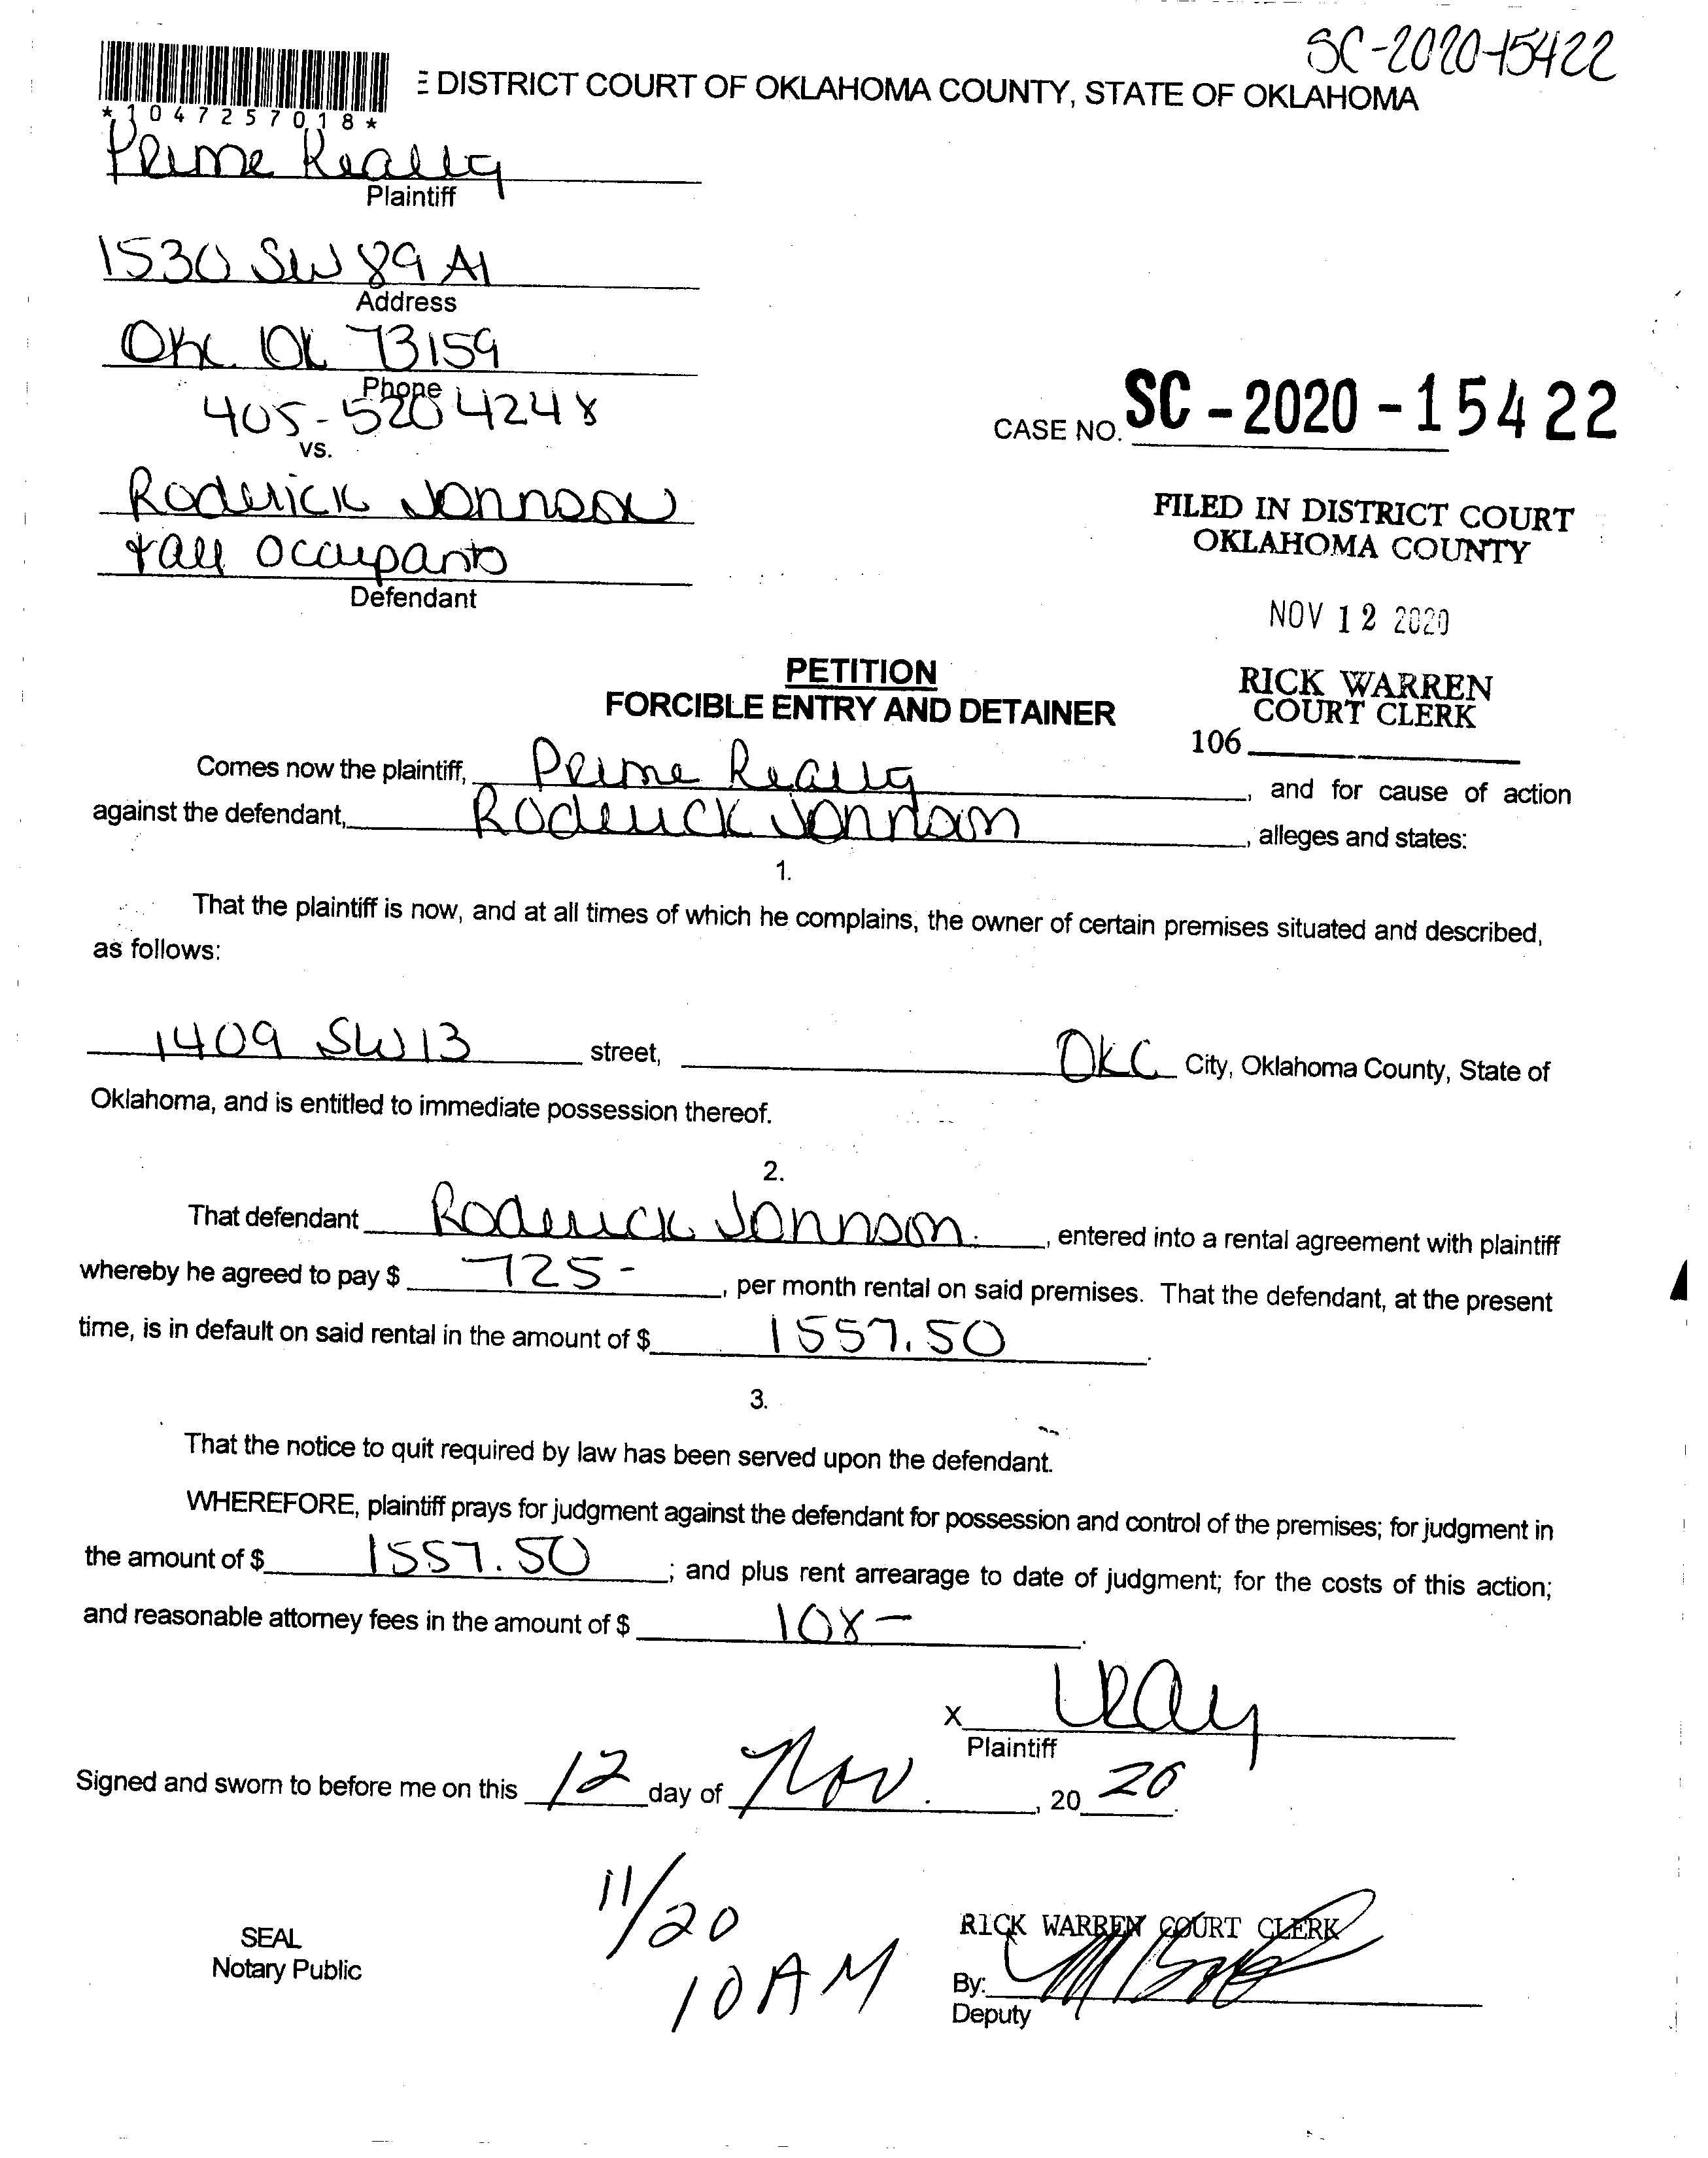 SC-2020-15422
E DISTRICT COURT OF OKLAHOMA COUNTY, STATE OF OKLAHOMA
*1047257018*
Prime Realty
Plaintiff
1530 SW 89 A1
Address
Okc Ok 73159
Phone
405-520 4248
vs.
CASE NO. SC-2020-15422
Roderick Johnson
+ all occupants
Defendant
FILED IN DISTRICT COURT
OKLAHOMA COUNTY
NOV 12 2020
RICK WARREN
COURT CLERK
106
PETITION
FORCIBLE ENTRY AND DETAINER
Comes now the plaintiff, Prime Realty, and for cause of action
against the defendant, Roderick Johnson, alleges and states:
1.
That the plaintiff is now, and at all times of which he complains, the owner of certain premises situated and described,
as follows:
1409 SW 13 street, OKC City, Oklahoma County, State of
Oklahoma, and is entitled to immediate possession thereof.
2.
That defendant Roderick Johnson, entered into a rental agreement with plaintiff
whereby he agreed to pay $ 725-, per month rental on said premises. That the defendant, at the present
time, is in default on said rental in the amount of $ 1557.50.
3.
That the notice to quit required by law has been served upon the defendant.
WHEREFORE, plaintiff prays for judgment against the defendant for possession and control of the premises; for judgment in
the amount of $ 1557.50; and plus rent arrearage to date of judgment; for the costs of this action;
and reasonable attorney fees in the amount of $ 108-.
X
Plaintiff
Signed and sworn to before me on this 12 day of Nov., 20 20.
11/20
10 AM
SEAL
Notary Public
RICK WARREN COURT CLERK
By:
Deputy